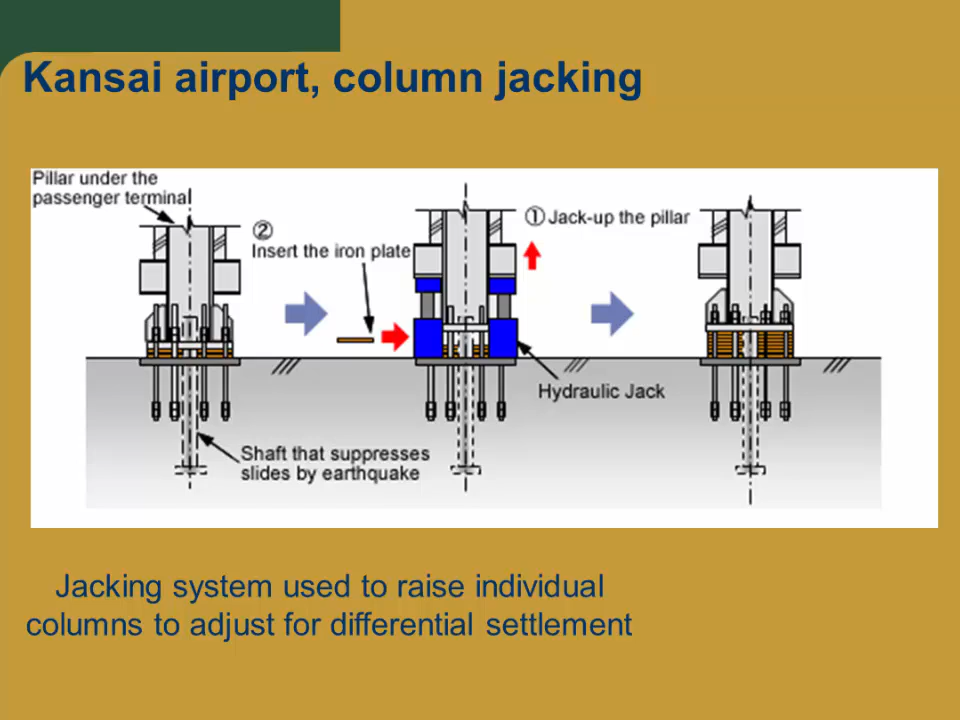 Kansai airport, column jacking
Pillar under the
passenger terminal
②
Insert the iron plate
① Jack-up the pillar
Hydraulic Jack
Shaft that suppresses
slides by earthquake
Jacking system used to raise individual
columns to adjust for differential settlement